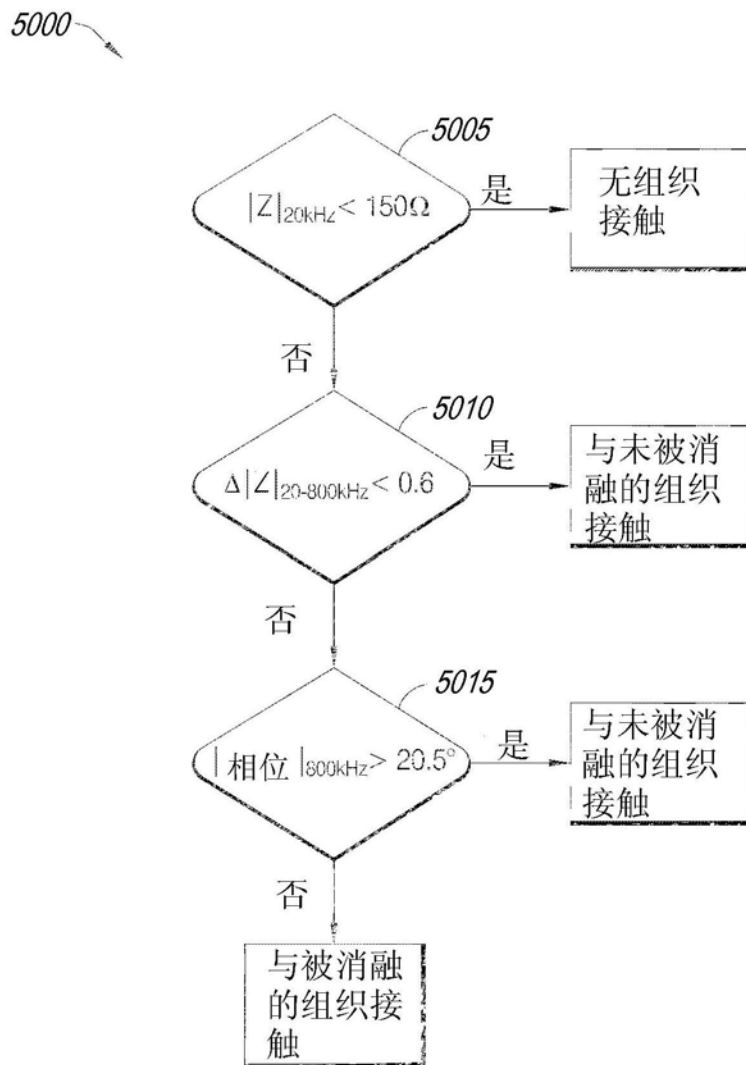 5000
5005
|Z|20kHz < 150Ω
是
无组织
接触
否
5010
Δ|Z|20-800kHz < 0.6
是
与未被消
融的组织
接触
否
5015
| 相位 |800kHz > 20.5°
是
与未被消
融的组织
接触
否
与被消融
的组织接
触